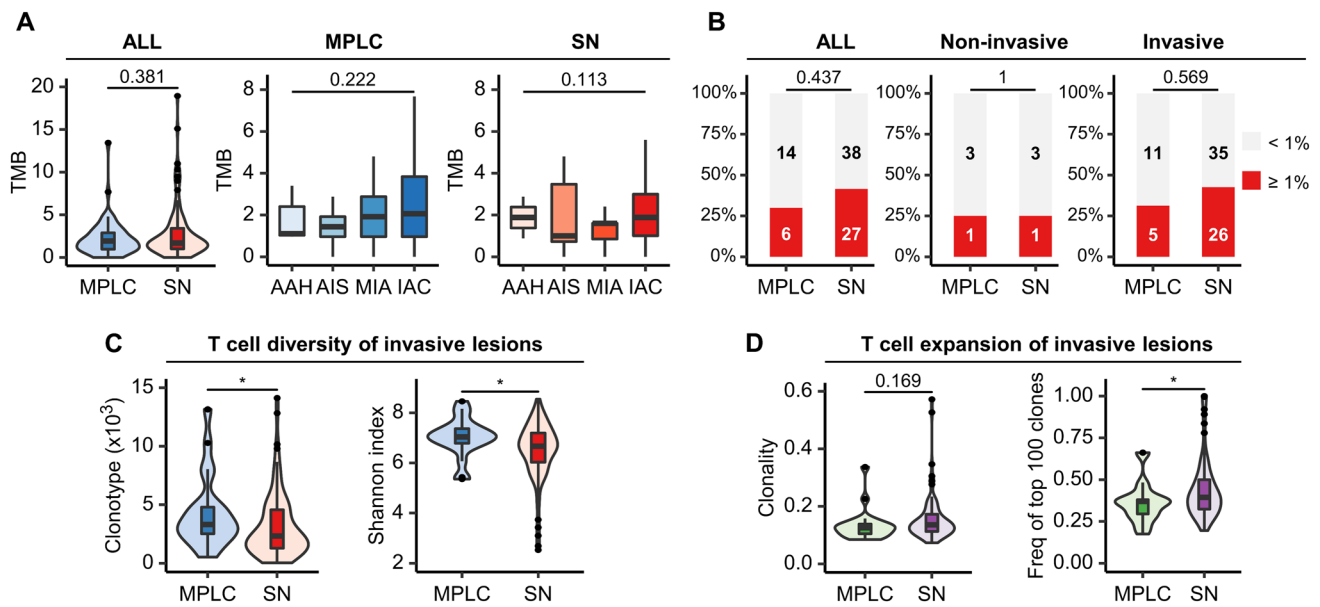 A
ALL MPLC SN
0.381 0.222 0.113
TMB
20
15
10
5
0
MPLC SN
TMB
8
6
4
2
0
AAH AIS MIA IAC
TMB
8
6
4
2
0
AAH AIS MIA IAC
B
ALL Non-invasive Invasive
0.437 1 0.569
100%
75%
50%
25%
0%
14 38
6 27
MPLC SN
100%
75%
50%
25%
0%
3 3
1 1
MPLC SN
100%
75%
50%
25%
0%
11 35
5 26
MPLC SN
< 1%
≥ 1%
C
T cell diversity of invasive lesions
Clonotype (x10³)
15
10
5
0
*
MPLC SN
Shannon index
8
6
4
2
*
MPLC SN
D
T cell expansion of invasive lesions
Clonality
0.6
0.4
0.2
0.0
0.169
MPLC SN
Freq of top 100 clones
1.00
0.75
0.50
0.25
0.00
*
MPLC SN